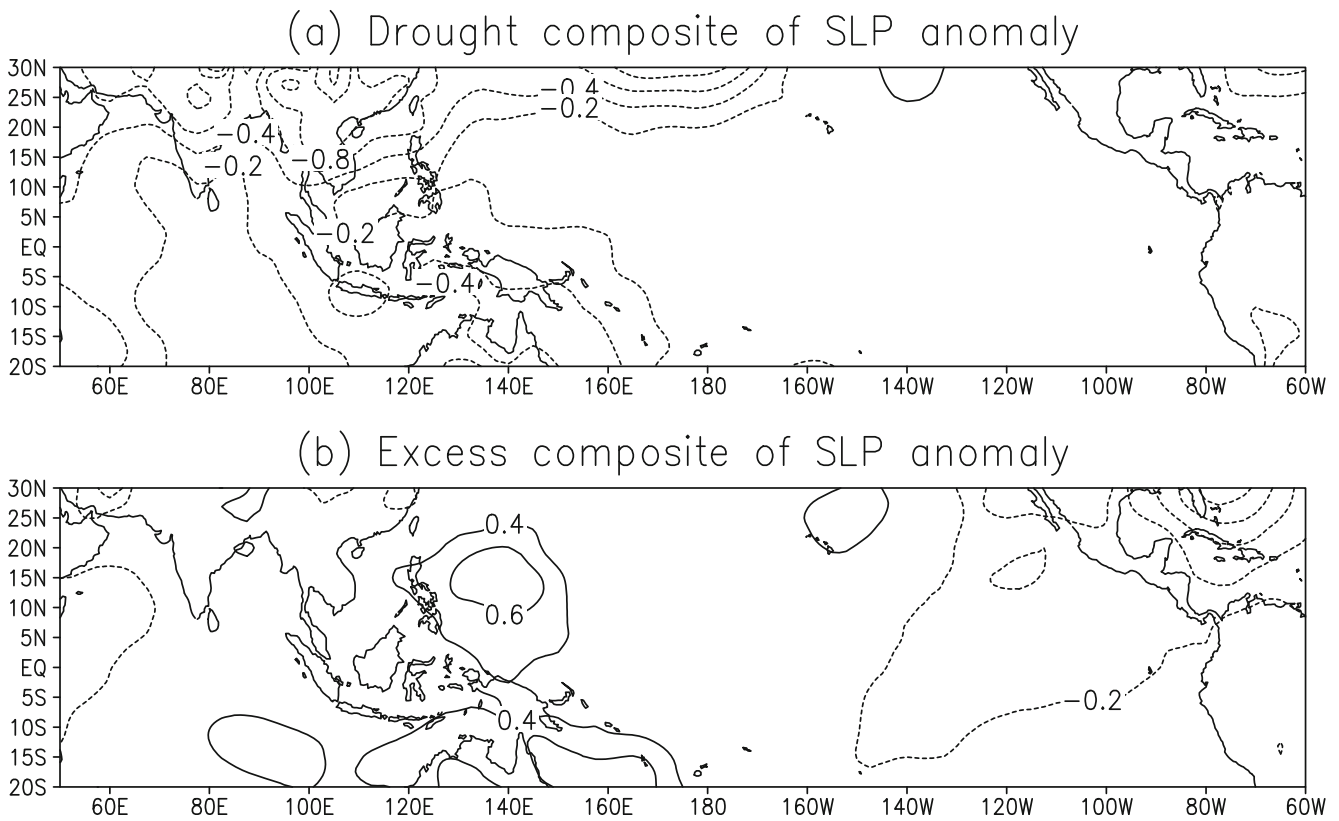 (a) Drought composite of SLP anomaly
30N
25N
20N
15N
10N
5N
EQ
5S
10S
15S
20S
−0.4
−0.2
−0.4
−0.2
−0.8
−0.2
−0.4
60E 80E 100E 120E 140E 160E 180 160W 140W 120W 100W 80W 60W
(b) Excess composite of SLP anomaly
30N
25N
20N
15N
10N
5N
EQ
5S
10S
15S
20S
0.4
0.6
0.4
−0.2
60E 80E 100E 120E 140E 160E 180 160W 140W 120W 100W 80W 60W